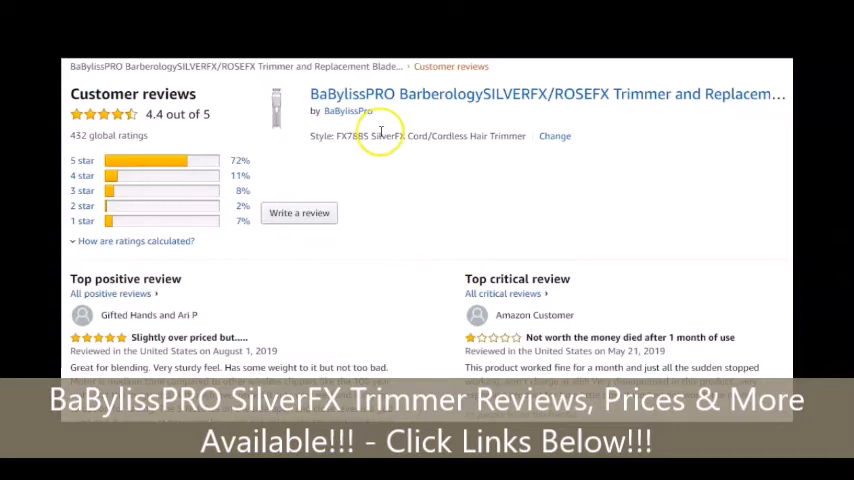 BaBylissPRO BarberologySILVERFX/ROSEFX Trimmer and Replacement Blade... › Customer reviews
Customer reviews
4.4 out of 5
432 global ratings
5 star 72%
4 star 11%
3 star 8%
2 star 2%
1 star 7%
How are ratings calculated?
BaBylissPRO BarberologySILVERFX/ROSEFX Trimmer and Replacem...
by BaBylissPro
Style: FX788S SilverFX Cord/Cordless Hair Trimmer Change
Write a review
Top positive review
All positive reviews ›
Gifted Hands and Ari P
Slightly over priced but.....
Reviewed in the United States on August 1, 2019
Great for blending. Very sturdy feel. Has some weight to it but not too bad.
Top critical review
All critical reviews ›
Amazon Customer
Not worth the money died after 1 month of use
Reviewed in the United States on May 21, 2019
This product worked fine for a month and just all the sudden stopped
BaBylissPRO SilverFX Trimmer Reviews, Prices & More
Available!!! - Click Links Below!!!